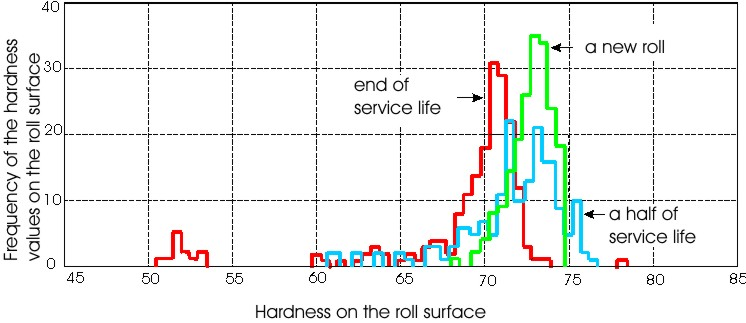 40
30
20
10
0
Frequency of the hardness
values on the roll surface
a new roll
end of
service life
a half of
service life
45 50 55 60 65 70 75 80 85
Hardness on the roll surface